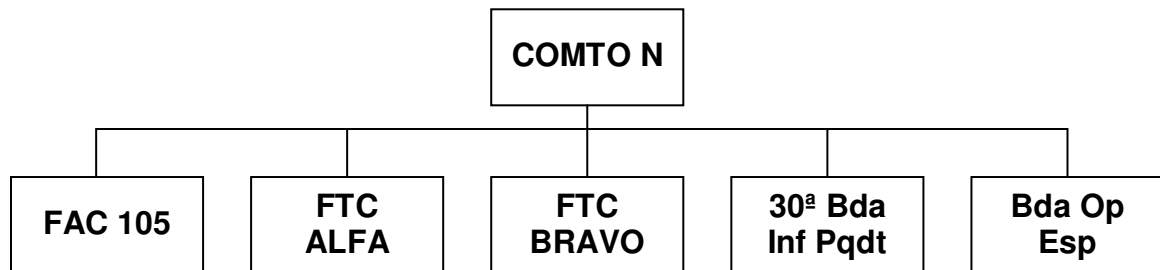 COMTO N
FAC 105
FTC
ALFA
FTC
BRAVO
30ª Bda
Inf Pqdt
Bda Op
Esp